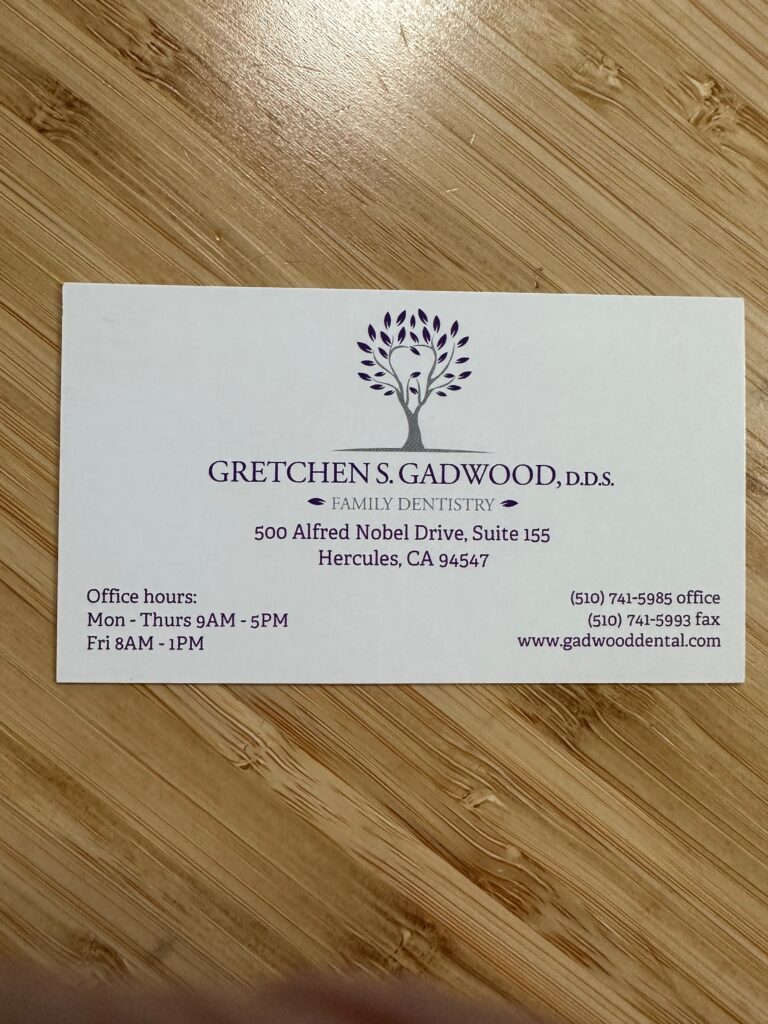 GRETCHEN S. GADWOOD, D.D.S.
FAMILY DENTISTRY
500 Alfred Nobel Drive, Suite 155
Hercules, CA 94547
Office hours:
Mon - Thurs 9AM - 5PM
Fri 8AM - 1PM
(510) 741-5985 office
(510) 741-5993 fax
www.gadwooddental.com